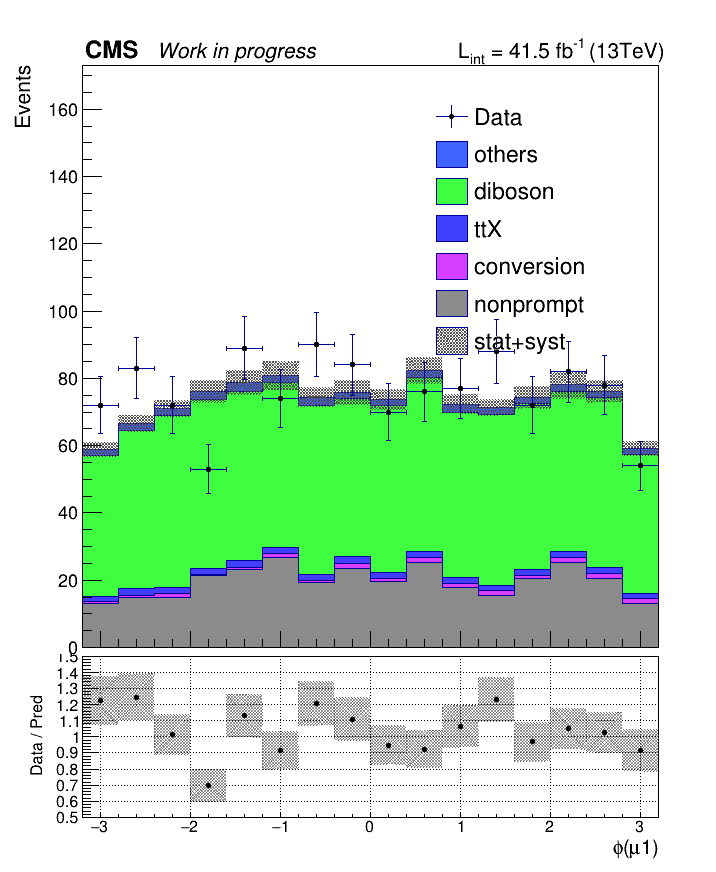 CMS Work in progress L_int = 41.5 fb⁻¹ (13TeV)
Events
160
140
120
100
80
60
40
20
0
Data
others
diboson
ttX
conversion
nonprompt
stat+syst
Data / Pred
1.5
1.4
1.3
1.2
1.1
1
0.9
0.8
0.7
0.6
0.5
−3 −2 −1 0 1 2 3
ϕ(μ1)